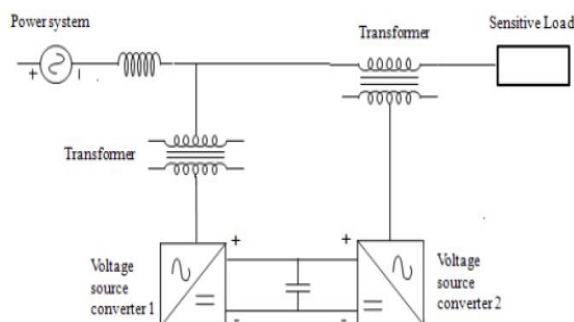 Power system
Transformer
Sensitive Load
+
Transformer
Voltage
source
converter 1
+
-
+
-
Voltage
source
converter 2